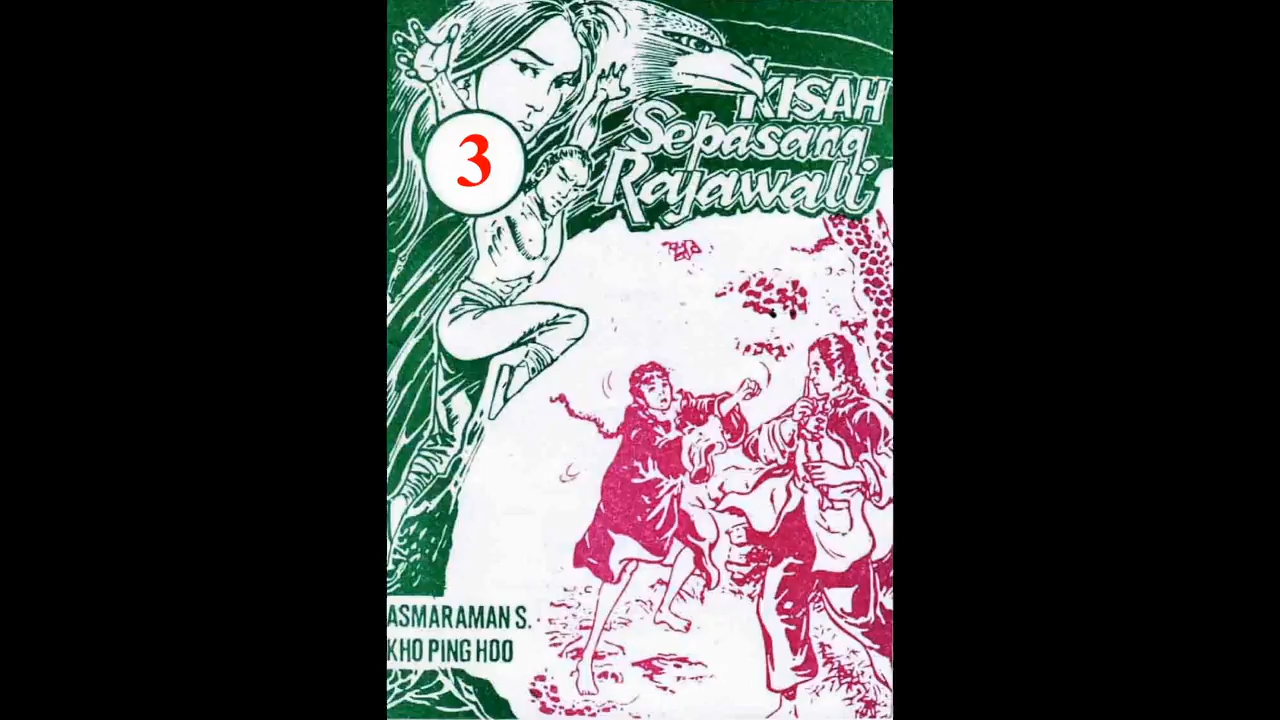 3
KISAH
Sepasang
Rajawali
ASMARAMAN S.
KHO PING HOO